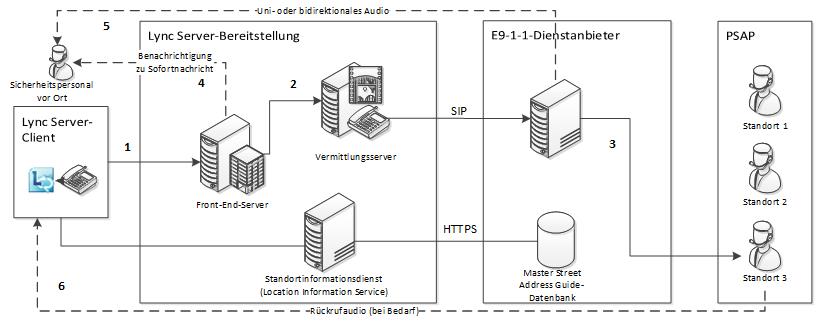 5
Uni- oder bidirektionales Audio
Lync Server-Bereitstellung
E9-1-1-Dienstanbieter
PSAP
Benachrichtigung
zu Sofortnachricht
Sicherheitspersonal
vor Ort
4
2
Lync Server-
Client
1
SIP
3
Standort 1
Vermittlungsserver
Front-End-Server
Standort 2
HTTPS
Standortinformationsdienst
(Location Information Service)
Master Street
Address Guide-
Datenbank
Standort 3
6
Rückrufaudio (bei Bedarf)